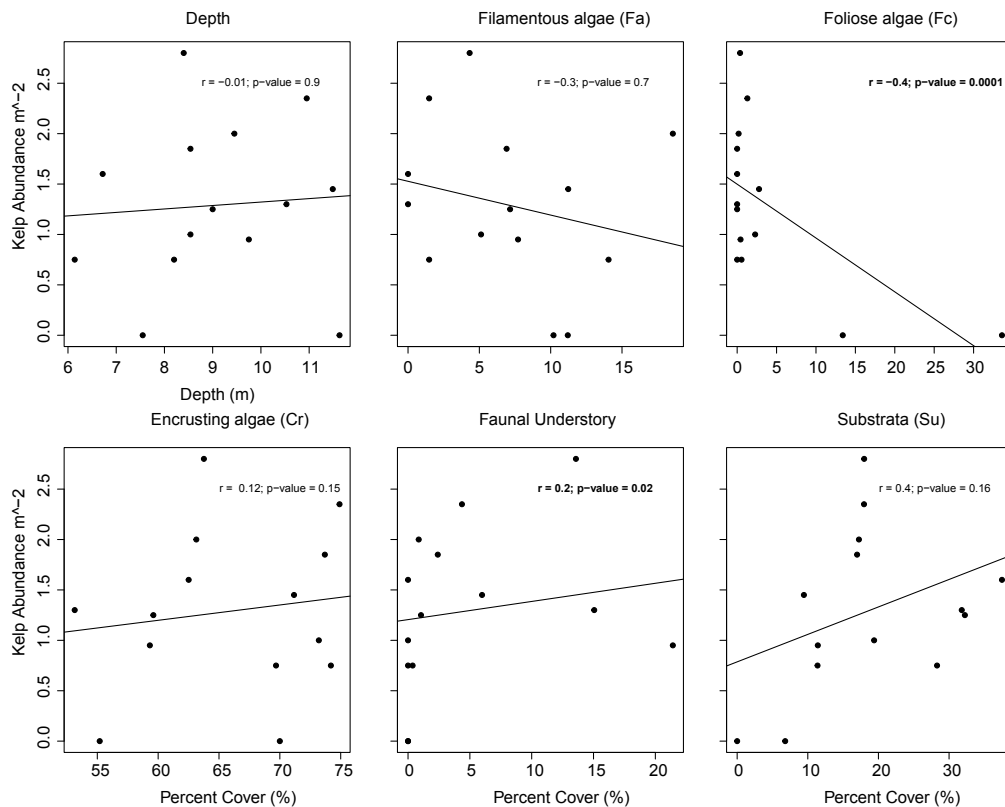 Depth
Filamentous algae (Fa)
Foliose algae (Fc)
Kelp Abundance m^−2
0.0 0.5 1.0 1.5 2.0 2.5
r = −0.01; p−value = 0.9
r = −0.3; p−value = 0.7
r = −0.4; p−value = 0.0001
6 7 8 9 10 11
0 5 10 15
0 5 10 15 20 25 30
Depth (m)
Encrusting algae (Cr)
Faunal Understory
Substrata (Su)
Kelp Abundance m^−2
0.0 0.5 1.0 1.5 2.0 2.5
r = 0.12; p−value = 0.15
r = 0.2; p−value = 0.02
r = 0.4; p−value = 0.16
55 60 65 70 75
0 5 10 15 20
0 10 20 30
Percent Cover (%)
Percent Cover (%)
Percent Cover (%)